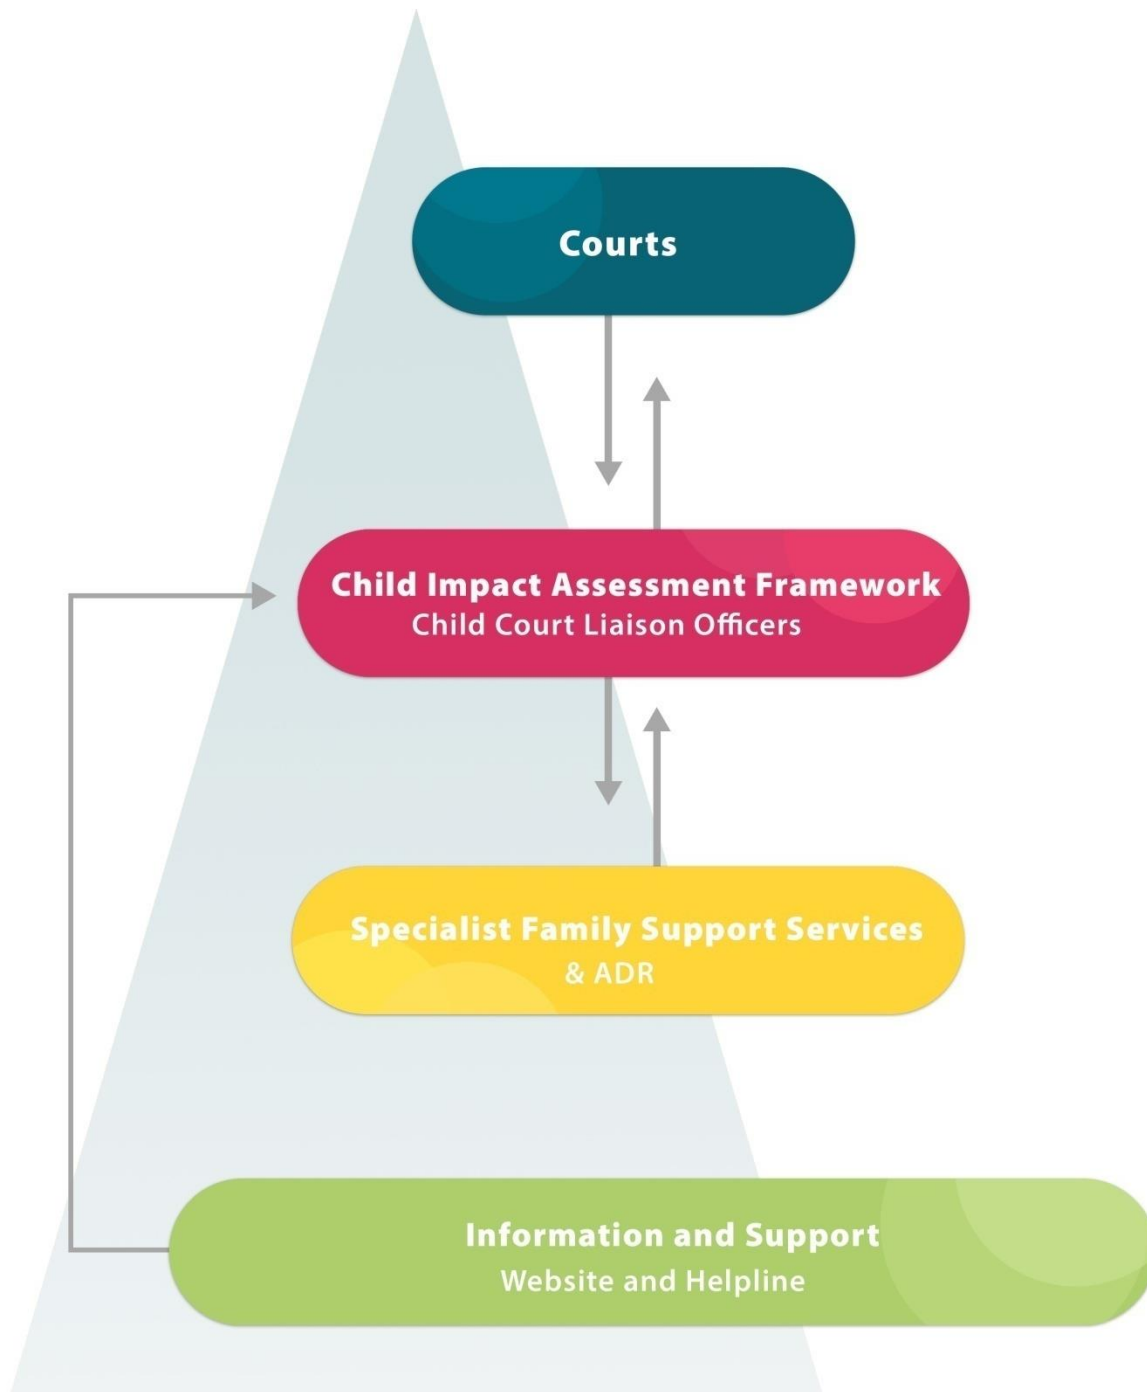 Courts
Child Impact Assessment Framework
Child Court Liaison Officers
Specialist Family Support Services
& ADR
Information and Support
Website and Helpline